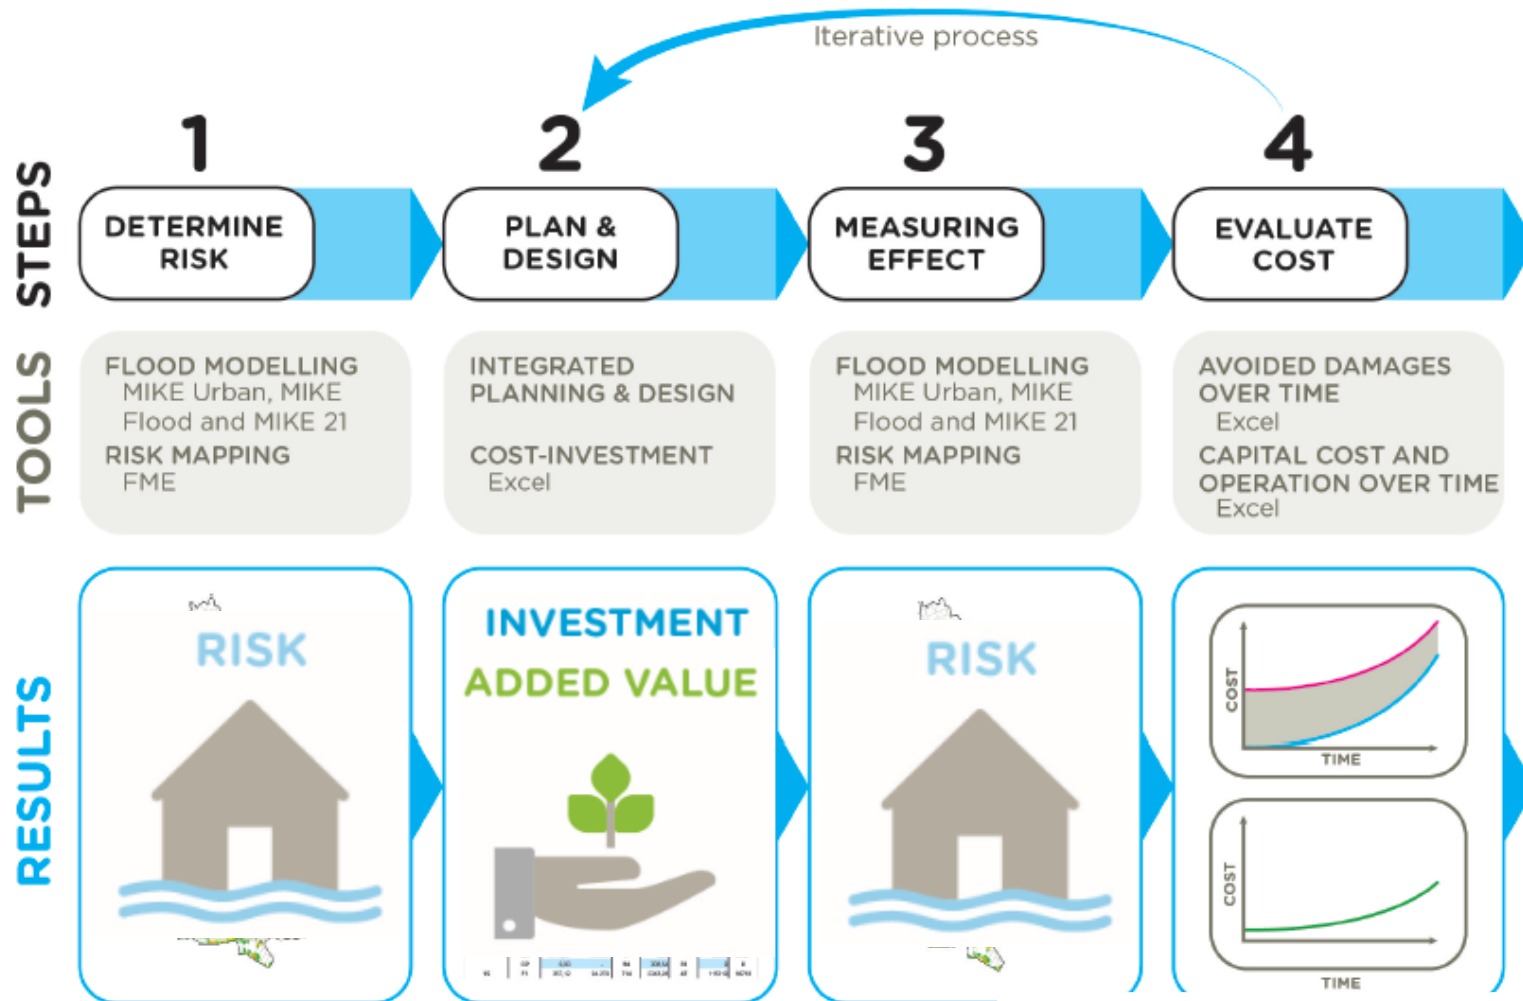 Iterative process
1
2
3
4
STEPS
DETERMINE
RISK
PLAN &
DESIGN
MEASURING
EFFECT
EVALUATE
COST
TOOLS
FLOOD MODELLING
MIKE Urban, MIKE
Flood and MIKE 21
RISK MAPPING
FME
INTEGRATED
PLANNING & DESIGN
COST-INVESTMENT
Excel
FLOOD MODELLING
MIKE Urban, MIKE
Flood and MIKE 21
RISK MAPPING
FME
AVOIDED DAMAGES
OVER TIME
Excel
CAPITAL COST AND
OPERATION OVER TIME
Excel
RESULTS
RISK
INVESTMENT
ADDED VALUE
RISK
COST
TIME
COST
TIME